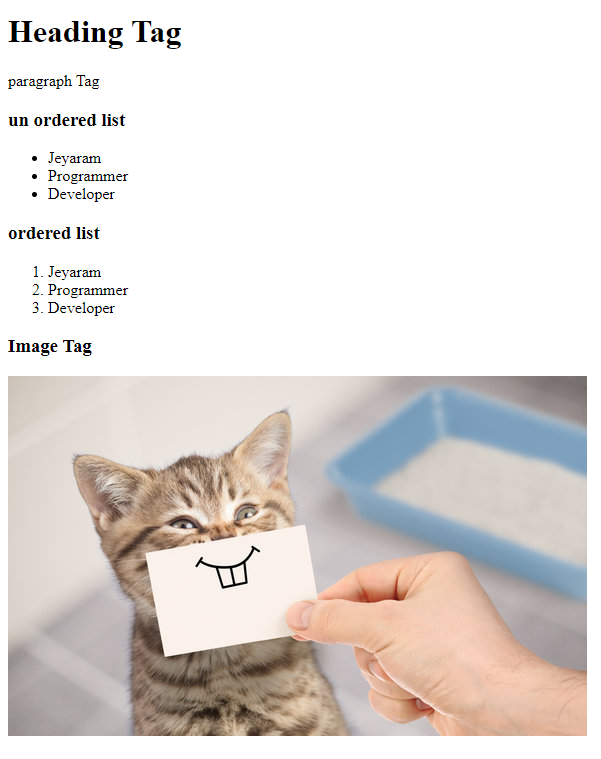 Heading Tag
paragraph Tag
un ordered list
• Jeyaram
• Programmer
• Developer
ordered list
1. Jeyaram
2. Programmer
3. Developer
Image Tag